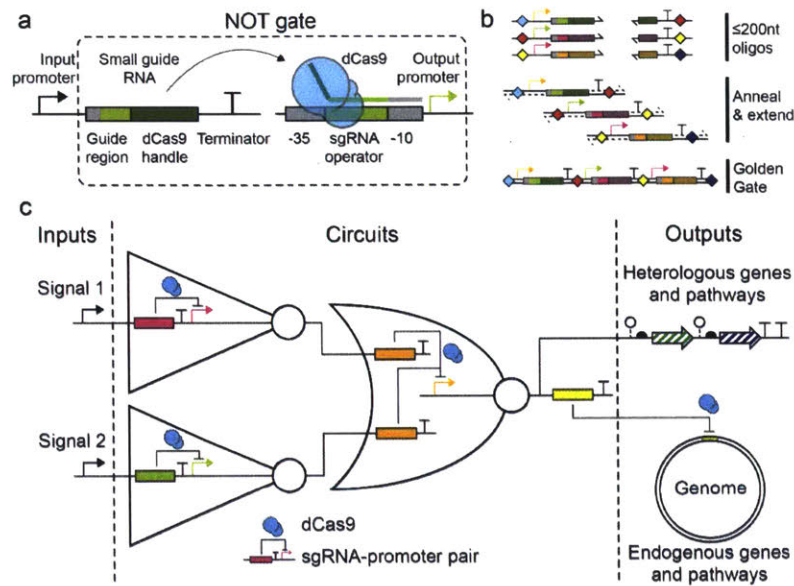 a
NOT gate
Input
promoter
Small guide
RNA
dCas9
Output
promoter
Guide
region
dCas9
handle
Terminator
-35
sgRNA
operator
-10
b
≤200nt
oligos
Anneal
& extend
Golden
Gate
c
Inputs
Circuits
Outputs
Signal 1
Signal 2
Heterologous genes
and pathways
Genome
Endogenous genes
and pathways
dCas9
sgRNA-promoter pair